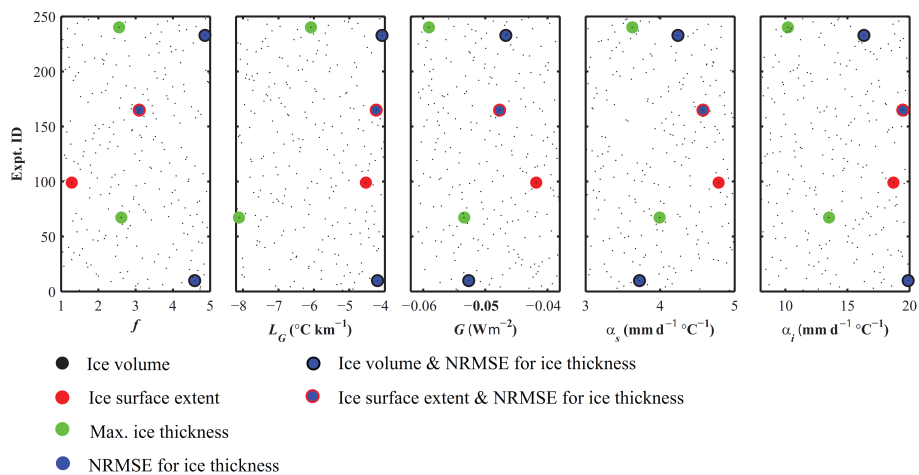 250
200
150
100
50
0
Expt. ID
1 2 3 4 5
−8 −7 −6 −5 −4
−0.06 −0.05 −0.04
3 4 5
10 15 20
f
L_G (°C km⁻¹)
G (Wm⁻²)
α_s (mm d⁻¹ °C⁻¹)
α_i (mm d⁻¹ °C⁻¹)
Ice volume
Ice surface extent
Max. ice thickness
NRMSE for ice thickness
Ice volume & NRMSE for ice thickness
Ice surface extent & NRMSE for ice thickness